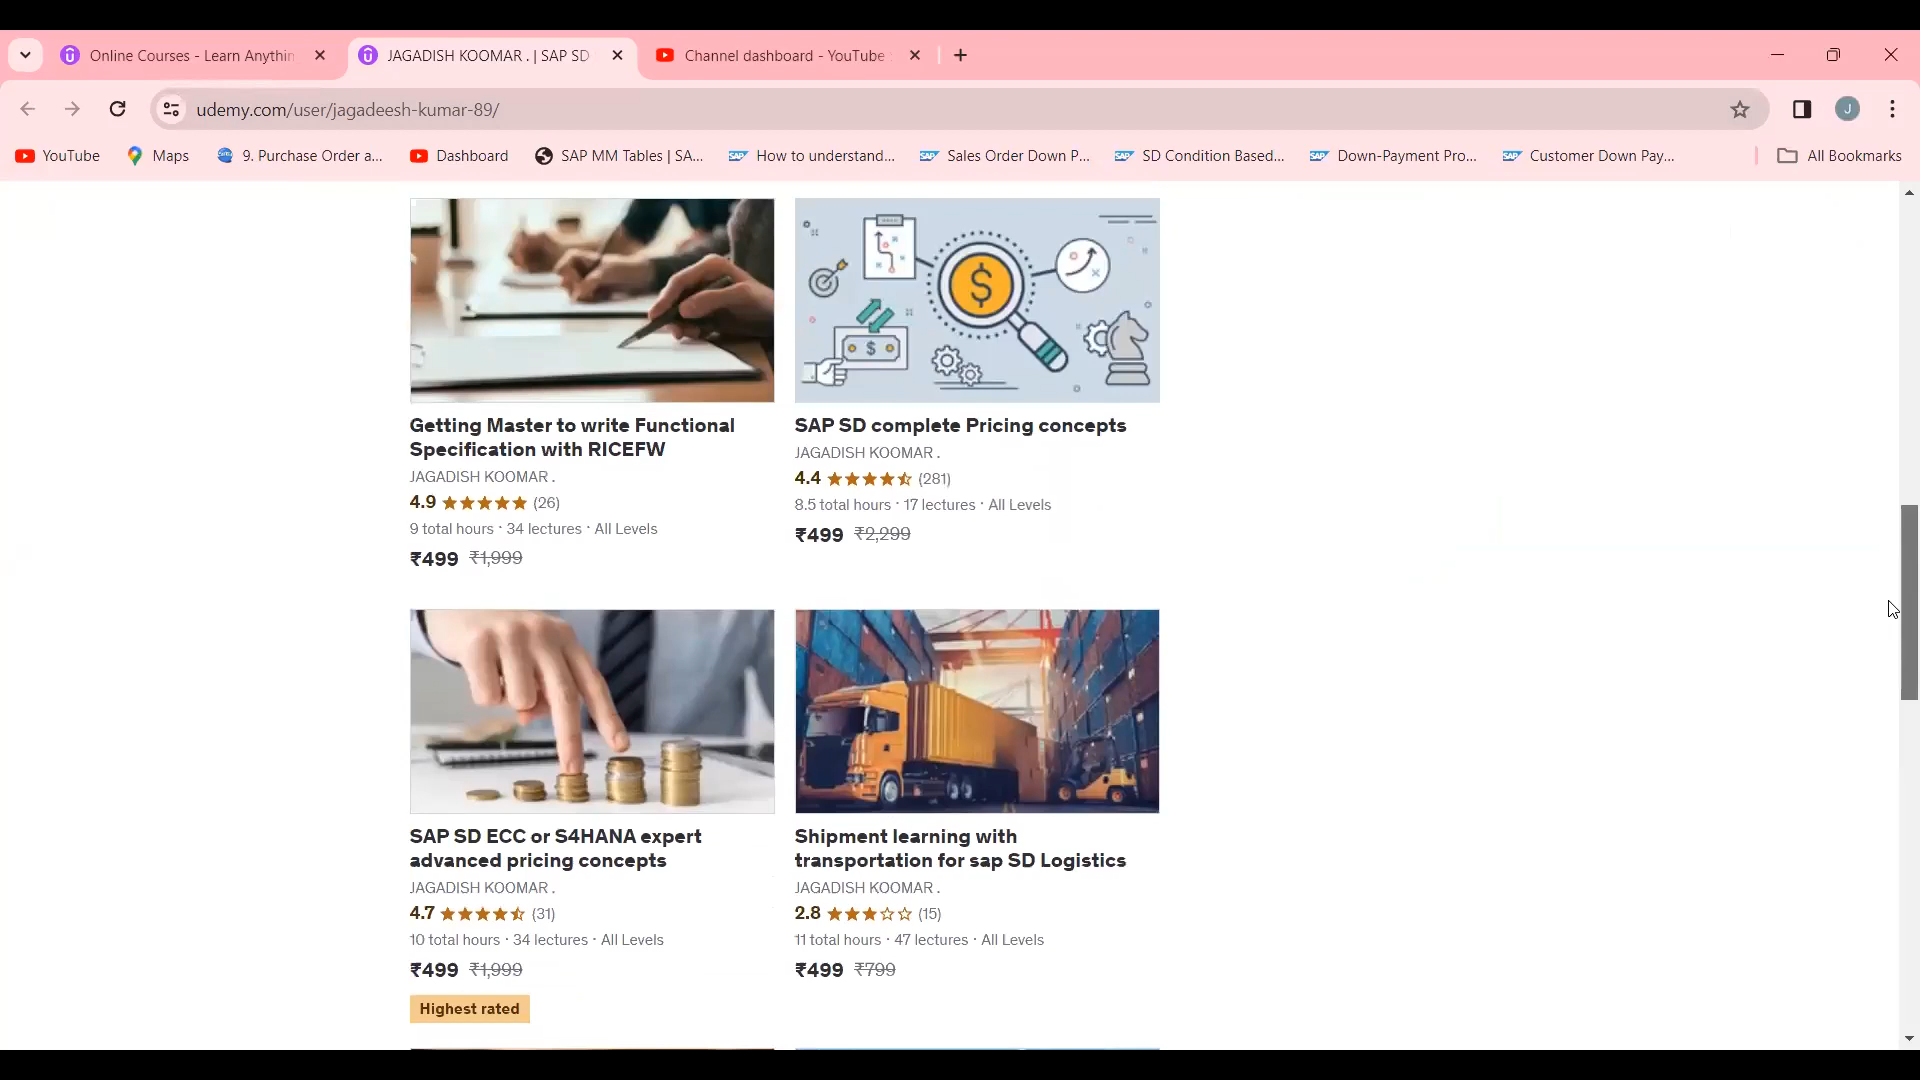 Online Courses - Learn Anythin
JAGADISH KOOMAR . | SAP SD
Channel dashboard - YouTube
udemy.com/user/jagadeesh-kumar-89/
J
YouTube
Maps
9. Purchase Order a...
Dashboard
SAP MM Tables | SA...
How to understand...
Sales Order Down P...
SD Condition Based...
Down-Payment Pro...
Customer Down Pay...
All Bookmarks
Getting Master to write Functional
Specification with RICEFW
JAGADISH KOOMAR .
4.9 (26)
9 total hours · 34 lectures · All Levels
₹499 ₹1,999
SAP SD complete Pricing concepts
JAGADISH KOOMAR .
4.4 (281)
8.5 total hours · 17 lectures · All Levels
₹499 ₹2,299
SAP SD ECC or S4HANA expert
advanced pricing concepts
JAGADISH KOOMAR .
4.7 (31)
10 total hours · 34 lectures · All Levels
₹499 ₹1,999
Highest rated
Shipment learning with
transportation for sap SD Logistics
JAGADISH KOOMAR .
2.8 (15)
11 total hours · 47 lectures · All Levels
₹499 ₹799